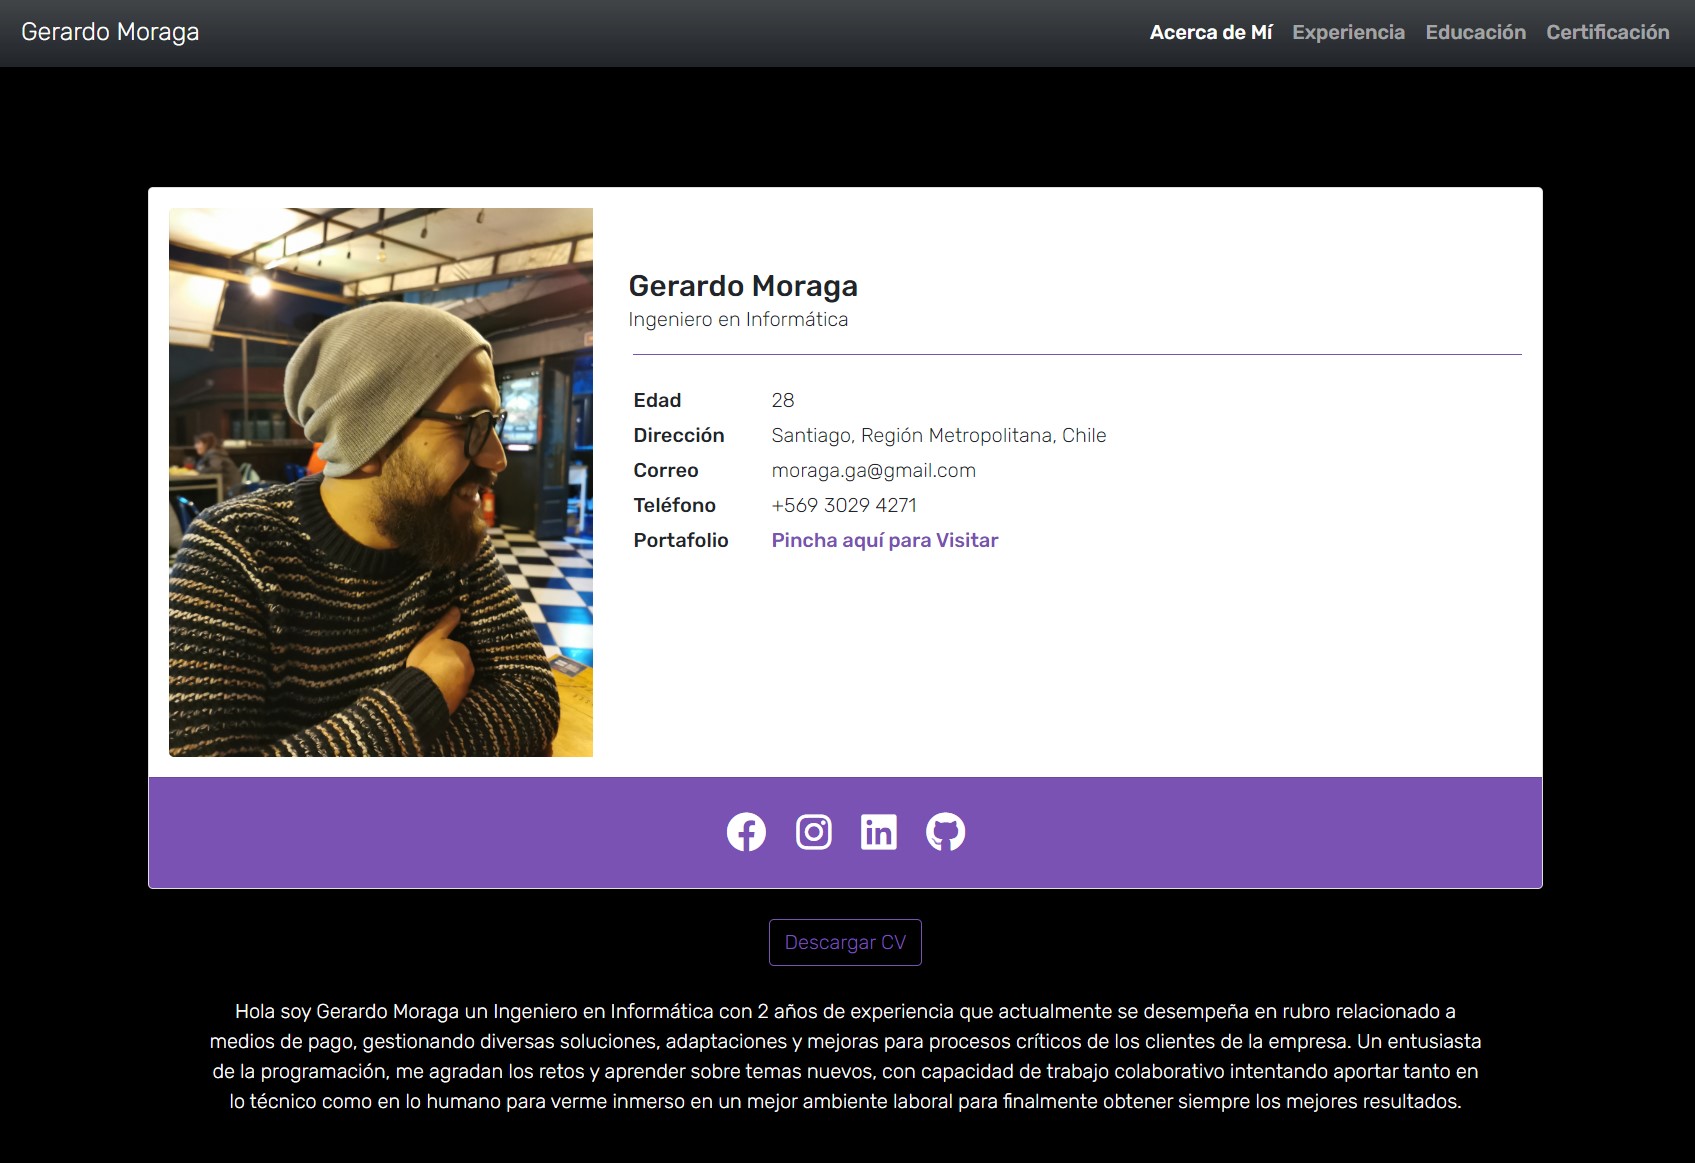 Gerardo Moraga
Acerca de Mí Experiencia Educación Certificación
Gerardo Moraga
Ingeniero en Informática
Edad 28
Dirección Santiago, Región Metropolitana, Chile
Correo moraga.ga@gmail.com
Teléfono +569 3029 4271
Portafolio Pincha aquí para Visitar
Descargar CV
Hola soy Gerardo Moraga un Ingeniero en Informática con 2 años de experiencia que actualmente se desempeña en rubro relacionado a
medios de pago, gestionando diversas soluciones, adaptaciones y mejoras para procesos críticos de los clientes de la empresa. Un entusiasta
de la programación, me agradan los retos y aprender sobre temas nuevos, con capacidad de trabajo colaborativo intentando aportar tanto en
lo técnico como en lo humano para verme inmerso en un mejor ambiente laboral para finalmente obtener siempre los mejores resultados.